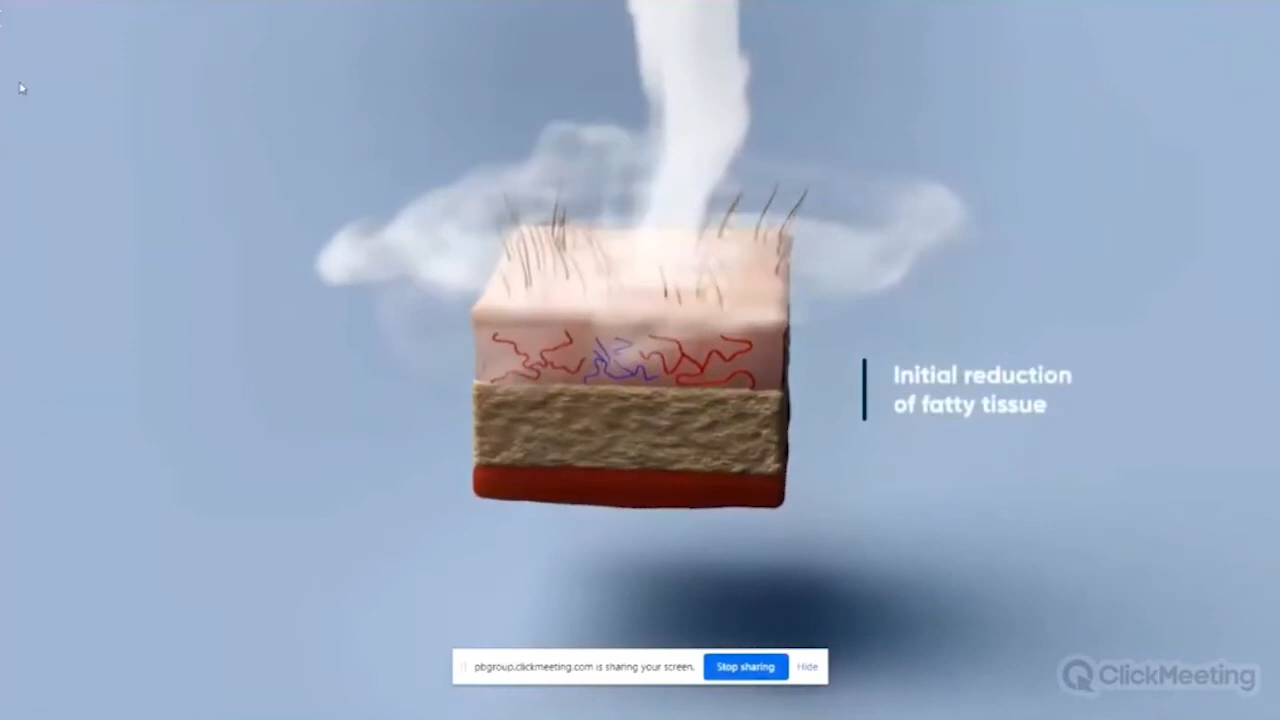 Initial reduction
of fatty tissue
pbgroup.clickmeeting.com is sharing your screen. Stop sharing Hide
ClickMeeting